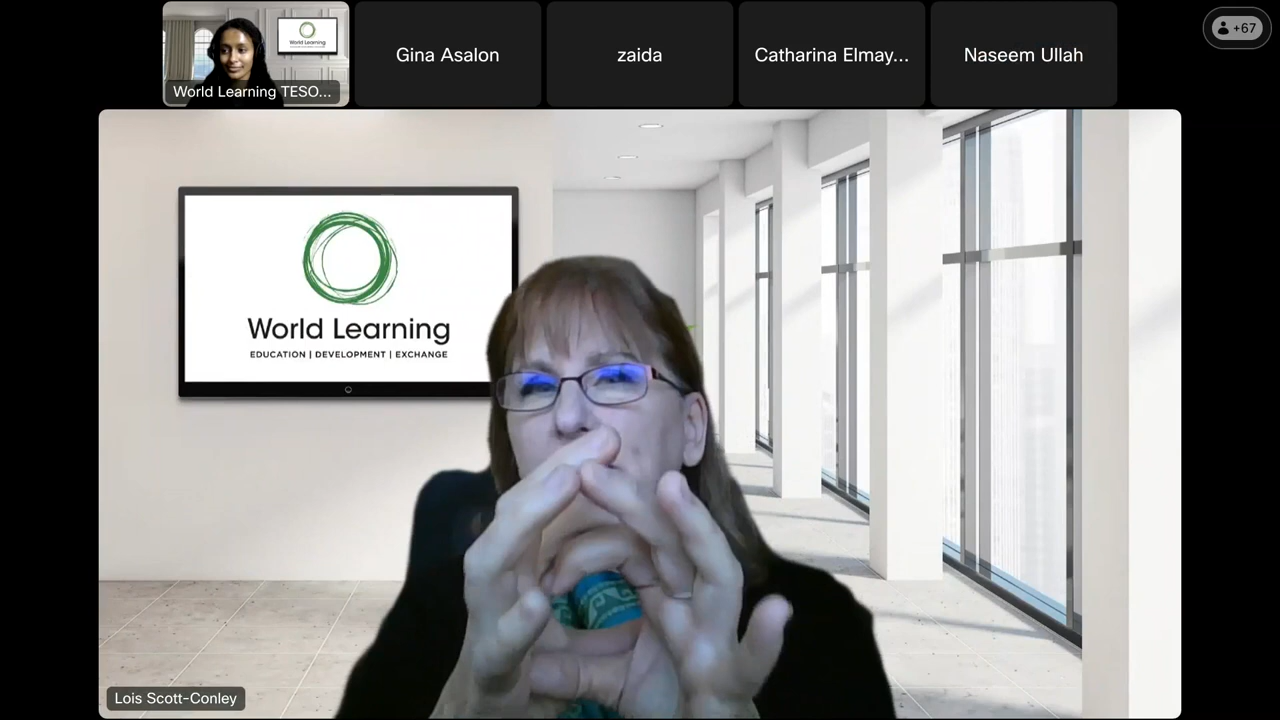 World Learning TESO...
Gina Asalon
zaida
Catharina Elmay...
Naseem Ullah
+67
World Learning
EDUCATION | DEVELOPMENT | EXCHANGE
Lois Scott-Conley